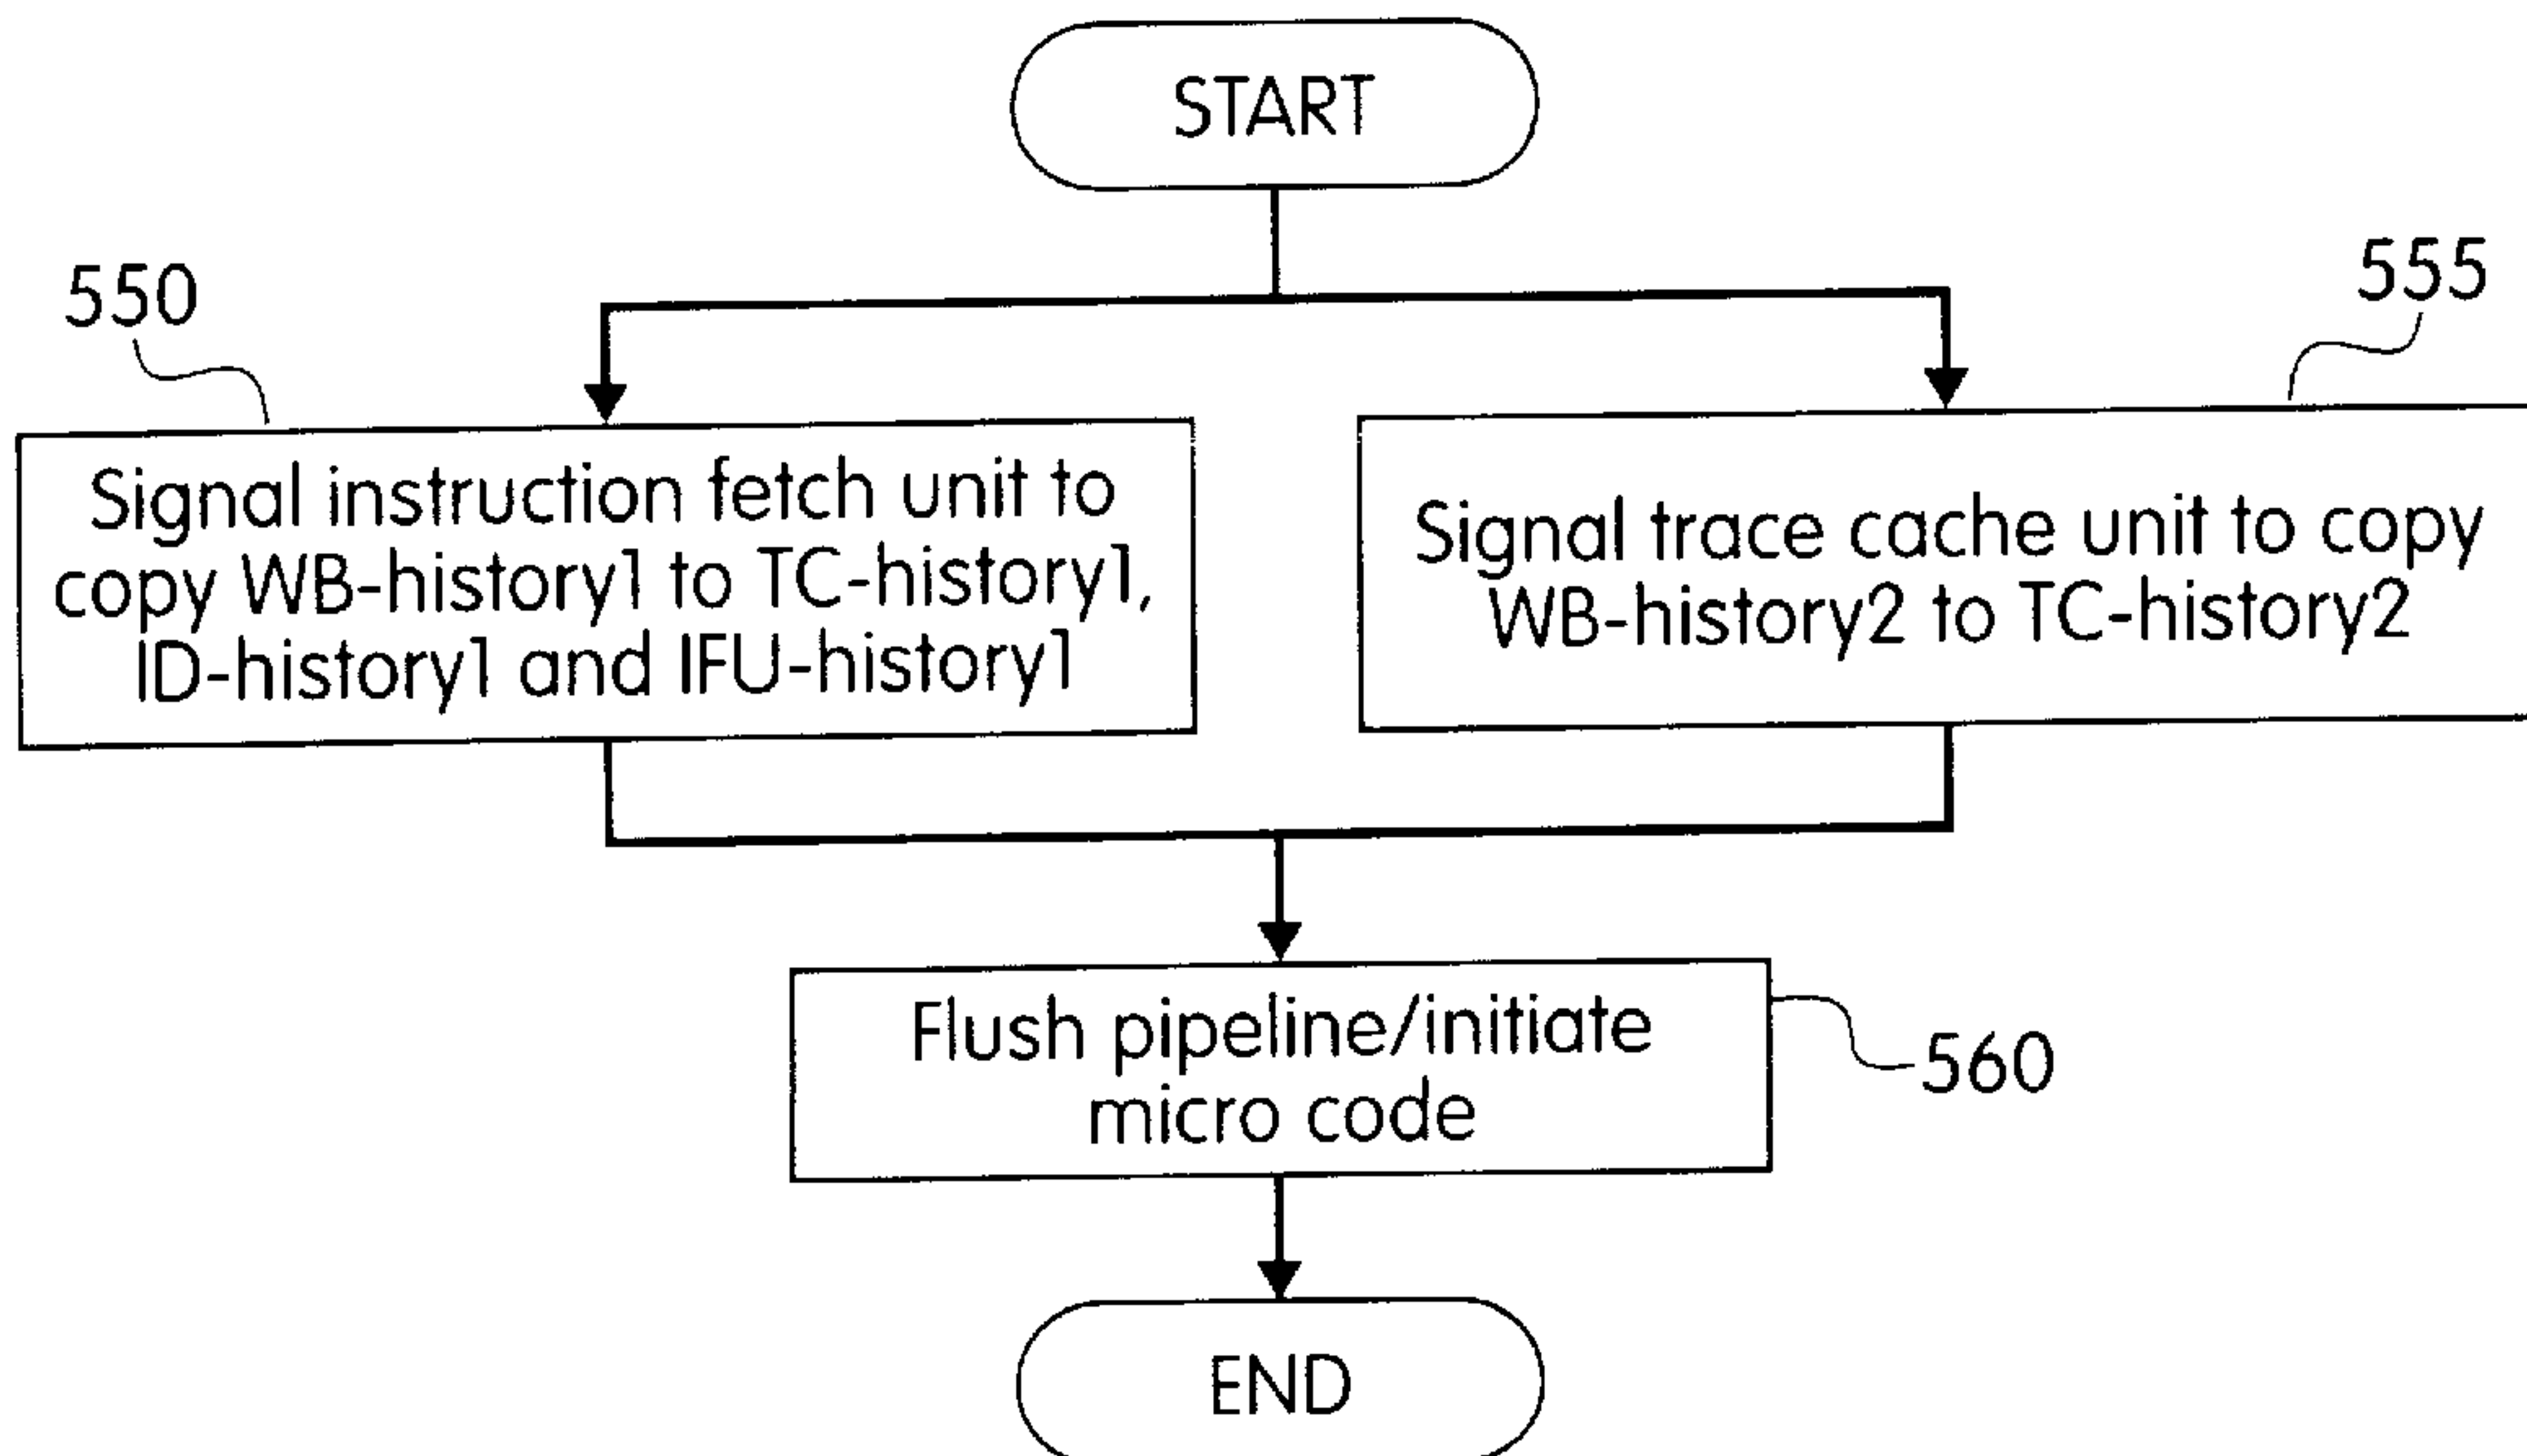 START
550
555
Signal instruction fetch unit to
copy WB-history1 to TC-history1,
ID-history1 and IFU-history1
Signal trace cache unit to copy
WB-history2 to TC-history2
Flush pipeline/initiate
micro code
560
END